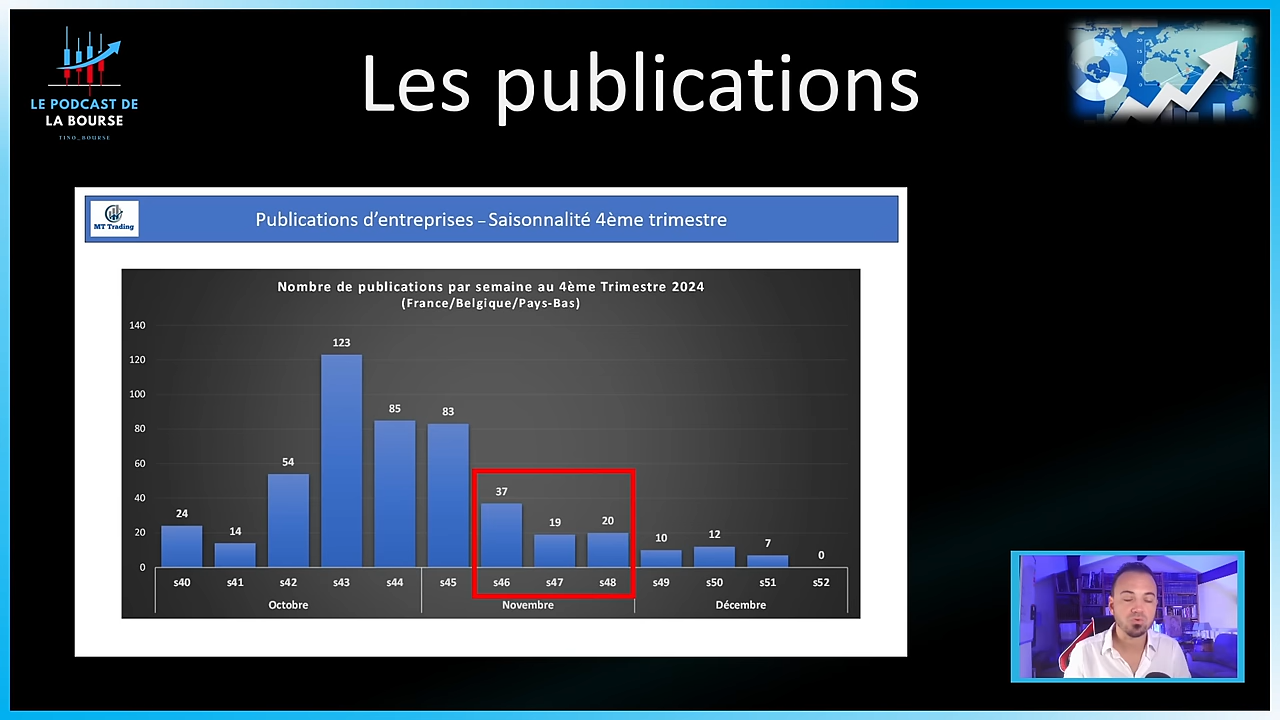 LE PODCAST DE
LA BOURSE
TINO_BOURSE
Les publications
MT Trading
Publications d’entreprises – Saisonnalité 4ème trimestre
Nombre de publications par semaine au 4ème Trimestre 2024
(France/Belgique/Pays-Bas)
140
120
100
80
60
40
20
0
24
14
54
123
85
83
37
19
20
10
12
7
0
s40 s41 s42 s43 s44 s45 s46 s47 s48 s49 s50 s51 s52
Octobre Novembre Décembre